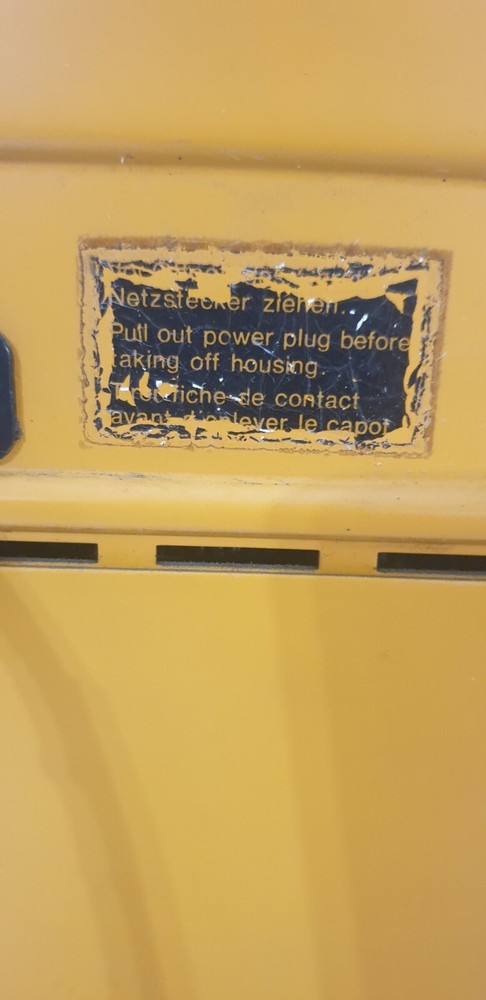 Netzstecker ziehen.
Pull out power plug before
taking off housing.
fiche de contact
avant d'enlever le capot